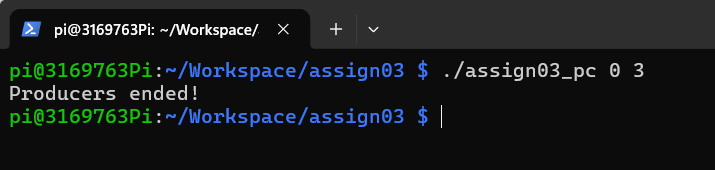 pi@3169763Pi: ~/Workspace/
pi@3169763Pi:~/Workspace/assign03 $ ./assign03_pc 0 3
Producers ended!
pi@3169763Pi:~/Workspace/assign03 $